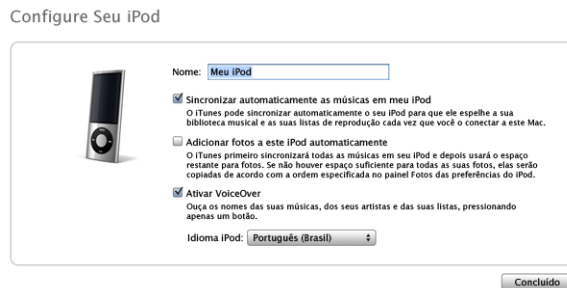 Configure Seu iPod
Nome: Meu iPod
Sincronizar automaticamente as músicas em meu iPod
O iTunes pode sincronizar automaticamente o seu iPod para que ele espelhe a sua
biblioteca musical e as suas listas de reprodução cada vez que você o conectar a este Mac.
Adicionar fotos a este iPod automaticamente
O iTunes primeiro sincronizará todas as músicas em seu iPod e depois usará o espaço
restante para fotos. Se não houver espaço suficiente para todas as suas fotos, elas serão
copiadas de acordo com a ordem especificada no painel Fotos das preferências do iPod.
Ativar VoiceOver
Ouça os nomes das suas músicas, dos seus artistas e das suas listas, pressionando
apenas um botão.
Idioma iPod: Português (Brasil)
Concluído